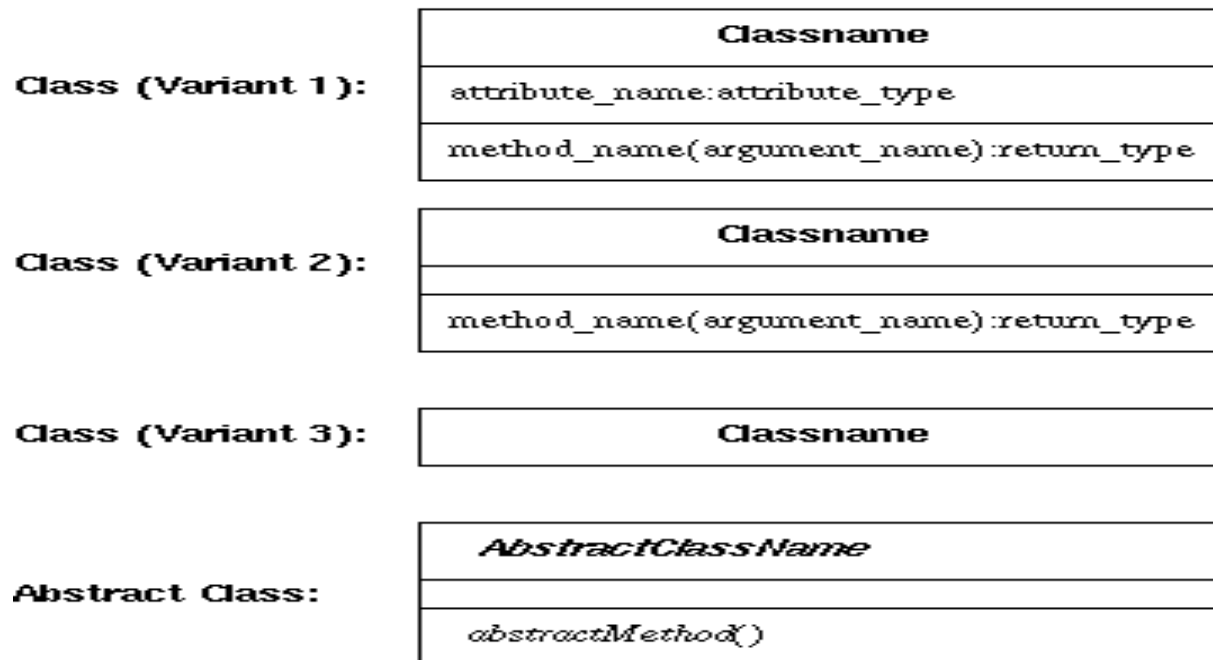 Classname
Class (Variant 1):
attribute_name:attribute_type
method_name(argument_name):return_type
Classname
Class (Variant 2):
method_name(argument_name):return_type
Class (Variant 3):
Classname
AbstractClassName
Abstract Class:
abstractMethod()